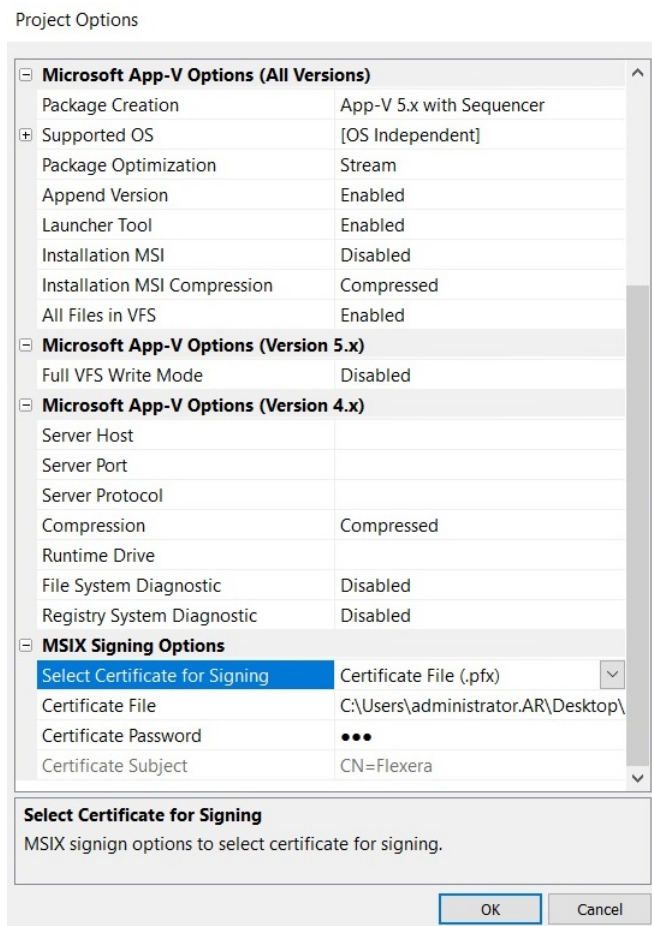 Project Options
Microsoft App-V Options (All Versions)
Package Creation App-V 5.x with Sequencer
Supported OS [OS Independent]
Package Optimization Stream
Append Version Enabled
Launcher Tool Enabled
Installation MSI Disabled
Installation MSI Compression Compressed
All Files in VFS Enabled
Microsoft App-V Options (Version 5.x)
Full VFS Write Mode Disabled
Microsoft App-V Options (Version 4.x)
Server Host
Server Port
Server Protocol
Compression Compressed
Runtime Drive
File System Diagnostic Disabled
Registry System Diagnostic Disabled
MSIX Signing Options
Select Certificate for Signing Certificate File (.pfx)
Certificate File C:\Users\administrator.AR\Desktop\
Certificate Password ●●●
Certificate Subject CN=Flexera
Select Certificate for Signing
MSIX signign options to select certificate for signing.
OK Cancel